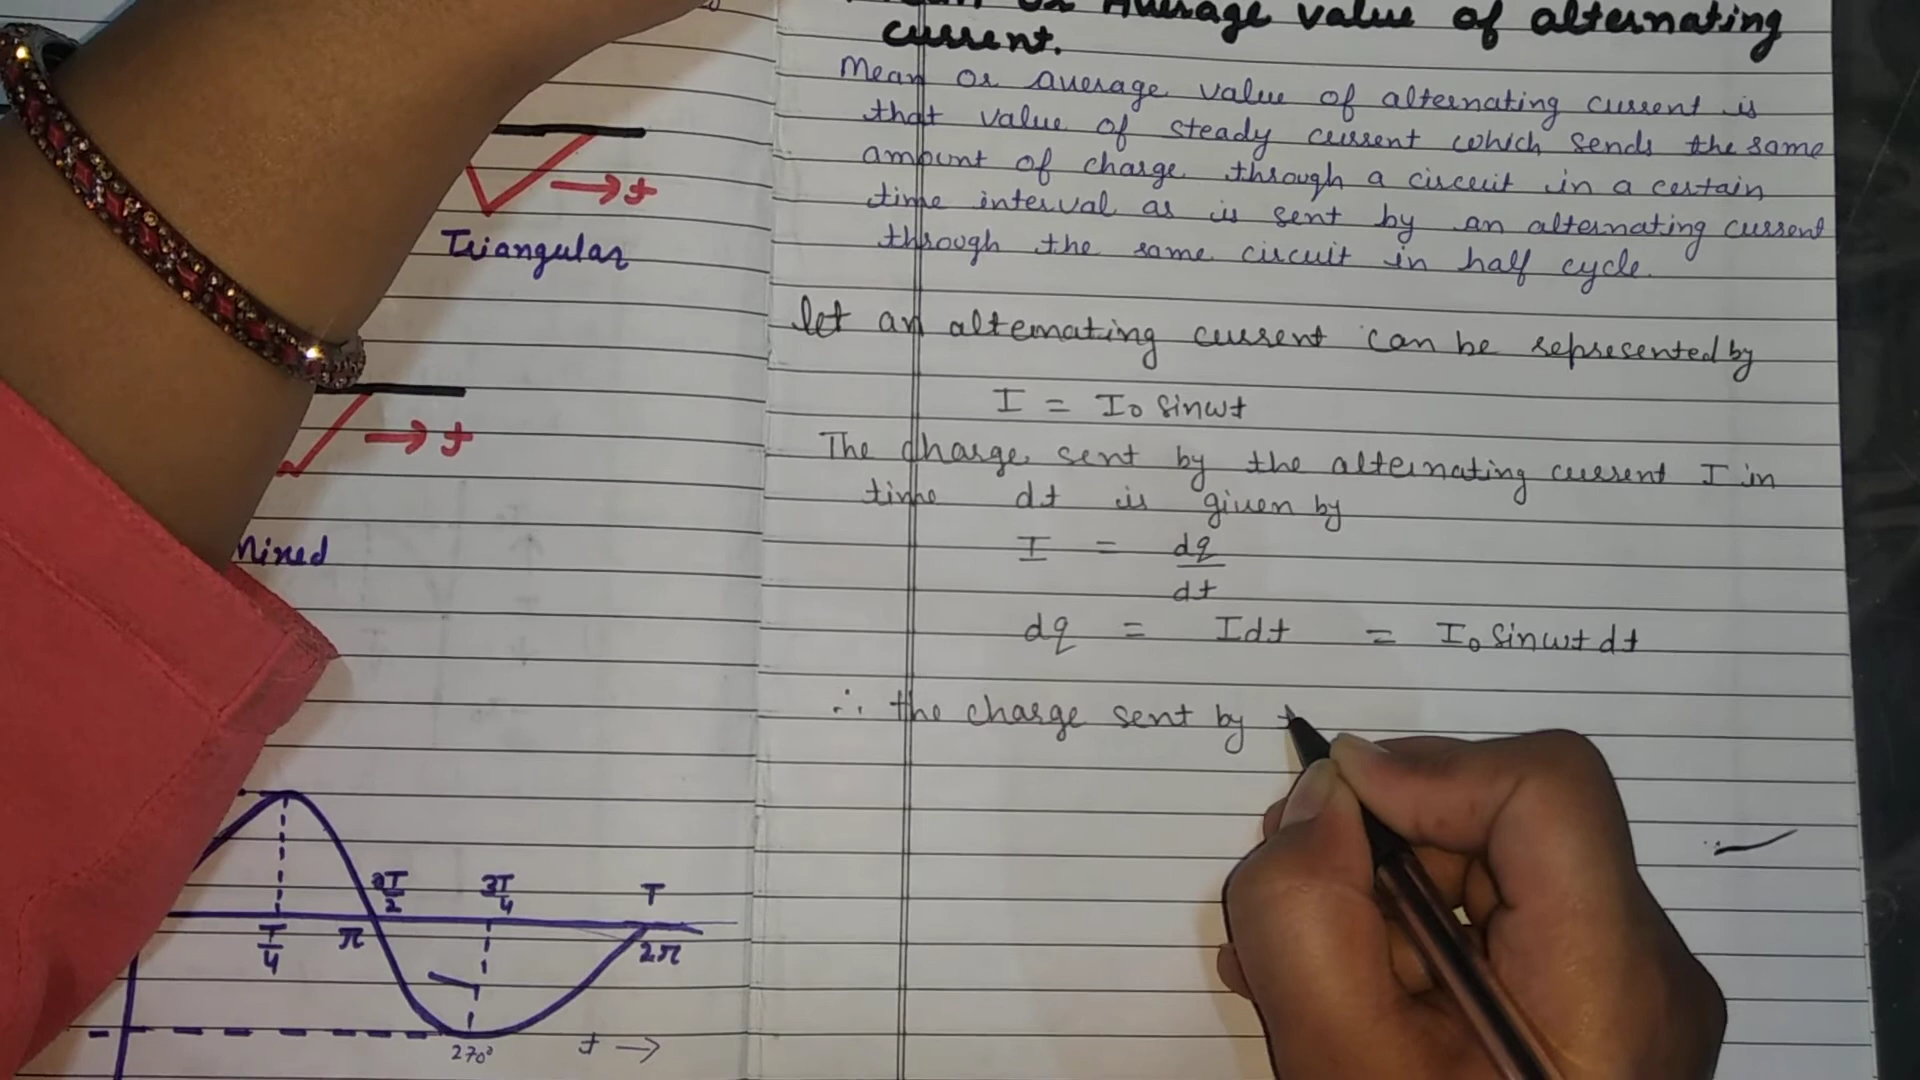 Average value of alternating
current.
Mean or average value of alternating current is
that value of steady current which sends the same
amount of charge through a circuit in a certain
time interval as is sent by an alternating current
through the same circuit in half cycle.
let an alternating current can be represented by
I = I₀ sinωt
The charge sent by the alternating current I in
time dt is given by
I = dq/dt
dq = Idt = I₀ sinωt dt
∴ the charge sent by
→ t
Triangular
→ t
Mixed
2T/2 3T/4 T
T/4 π 2π
270° t →